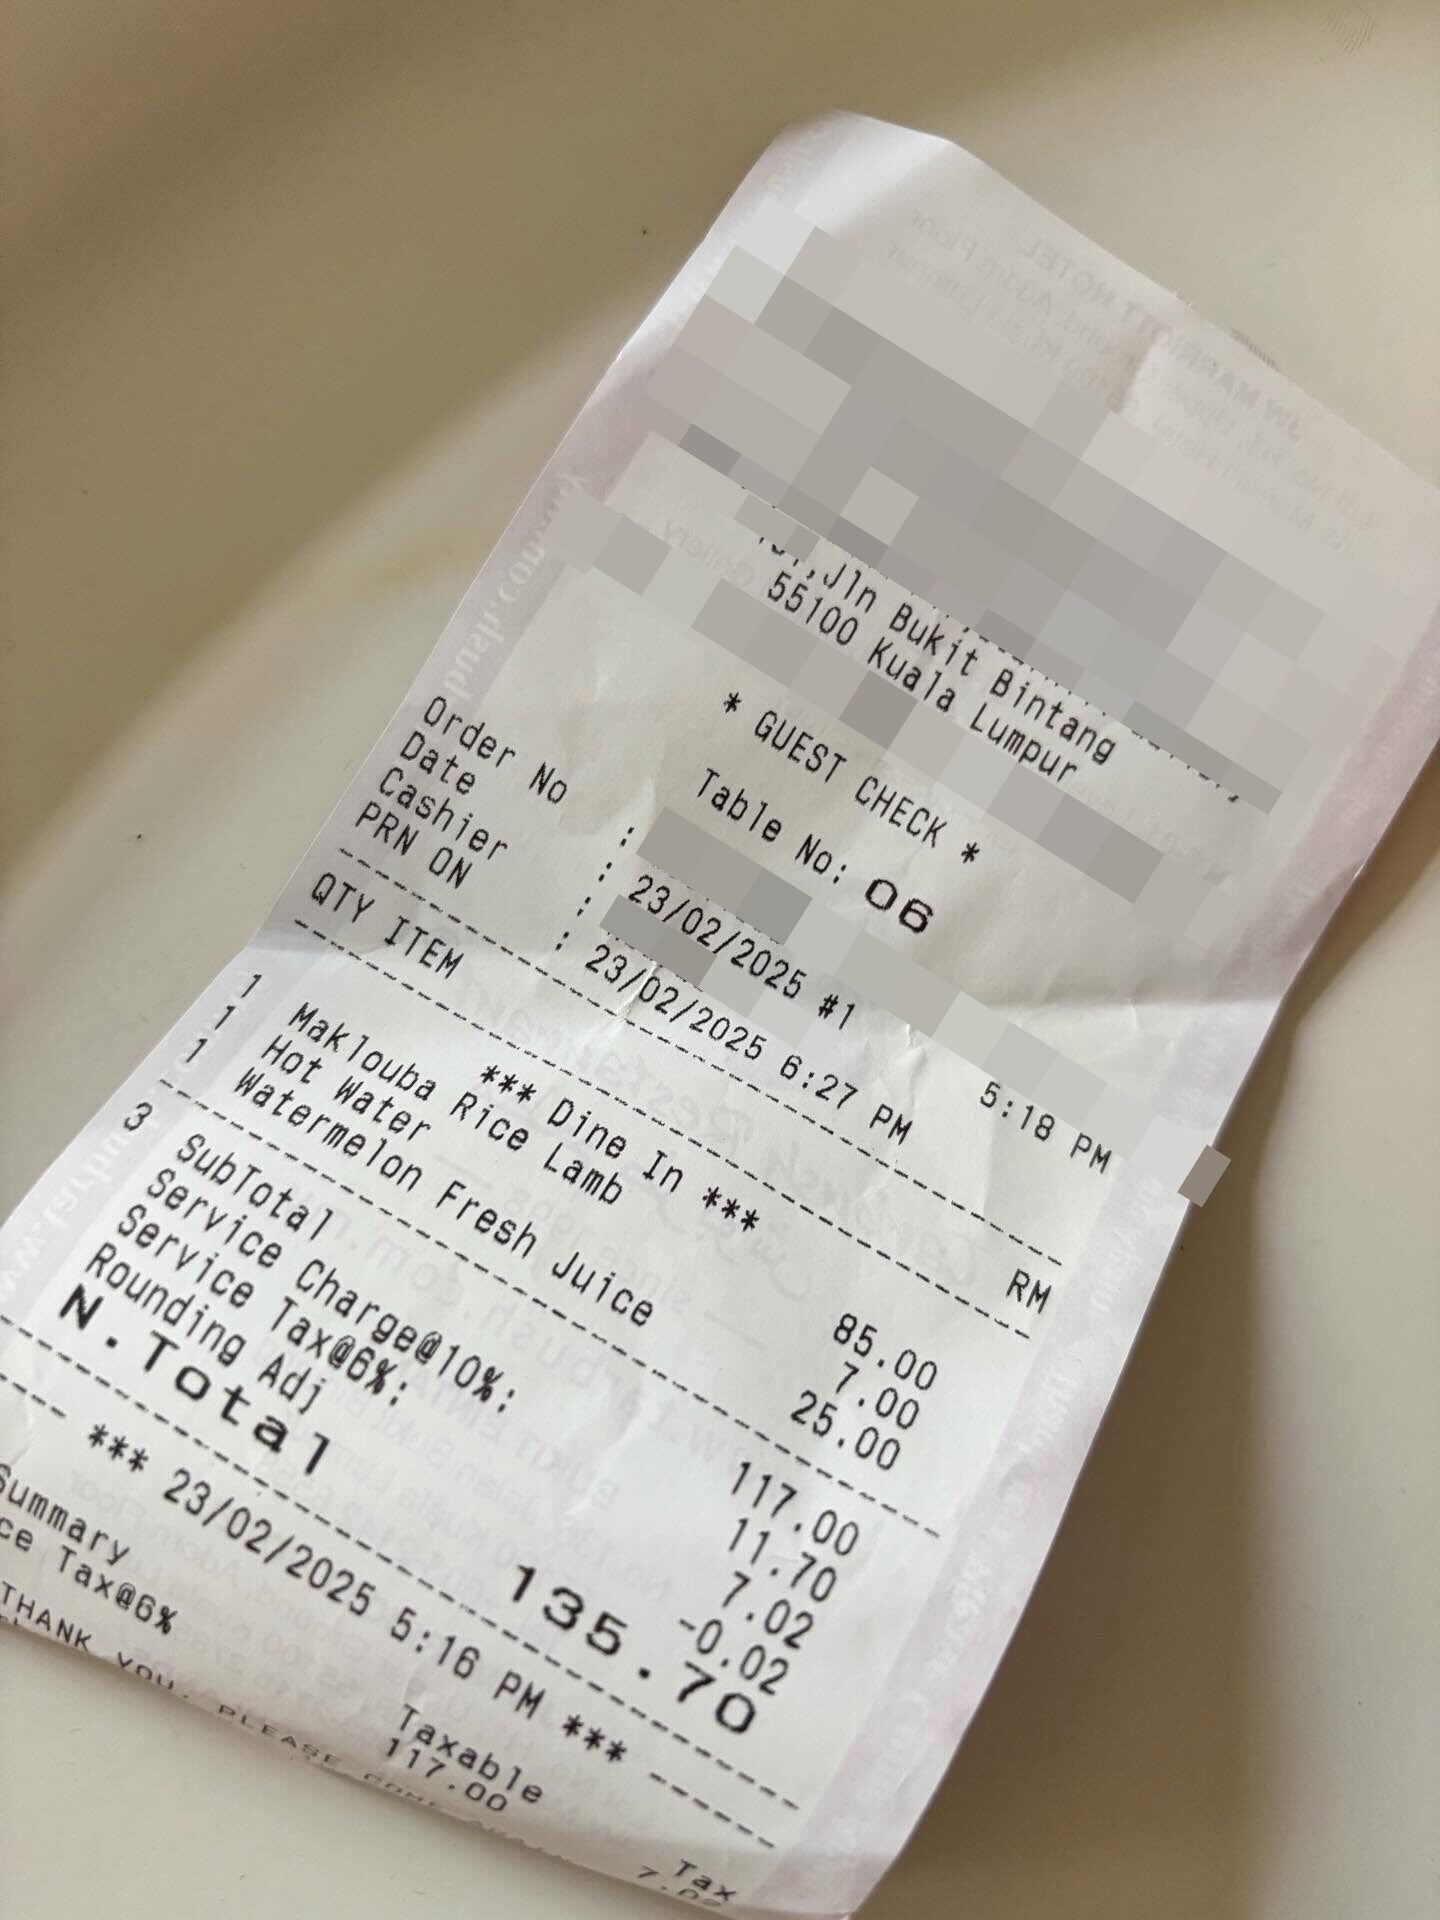 Jln Bukit Bintang
55100 Kuala Lumpur
* GUEST CHECK *
Table No: 06
Order No :
Date : 23/02/2025 #1 5:18 PM
Cashier :
PRN ON : 23/02/2025 6:27 PM
QTY ITEM RM
*** Dine In ***
1 Maklouba Rice Lamb 85.00
1 Hot Water 7.00
1 Watermelon Fresh Juice 25.00
3 SubTotal 117.00
Service Charge@10%: 11.70
Service Tax@6%: 7.02
Rounding Adj -0.02
N.Total 135.70
*** 23/02/2025 5:16 PM ***
Summary Taxable Tax
ce Tax@6% 117.00 7.02
THANK YOU, PLEASE COME